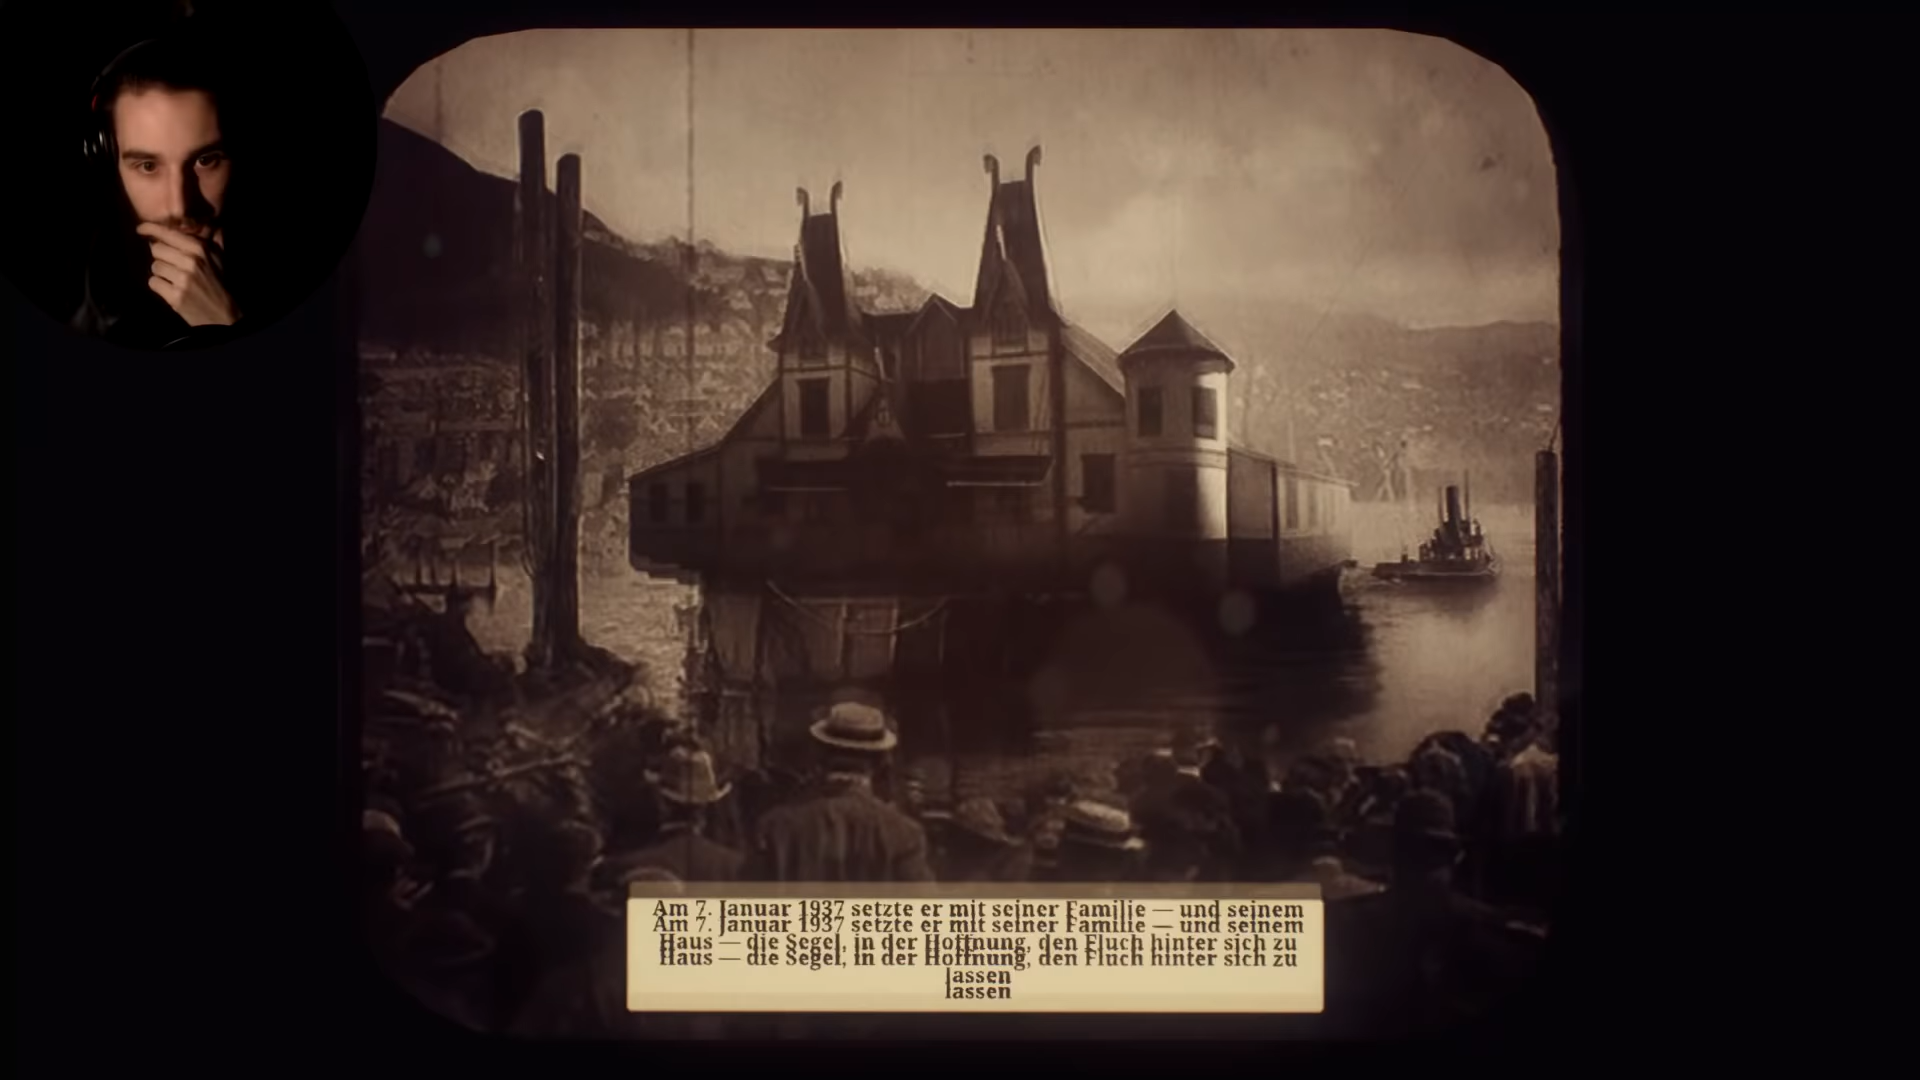 Am 7. Januar 1937 setzte er mit seiner Familie — und seinem
Am 7. Januar 1937 setzte er mit seiner Familie — und seinem
Haus — die Segel, in der Hoffnung, den Fluch hinter sich zu
Haus — die Segel, in der Hoffnung, den Fluch hinter sich zu
lassen
lassen